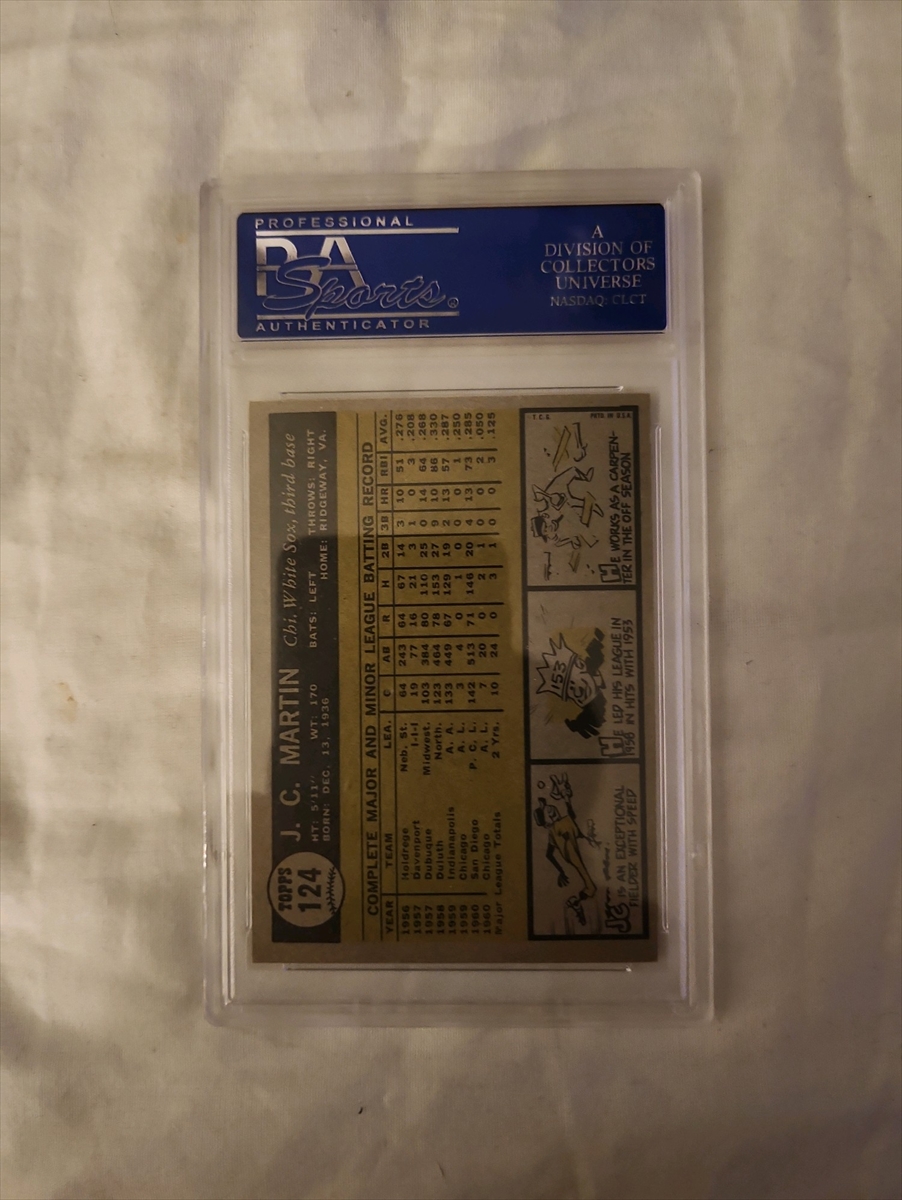 PROFESSIONAL
PSA
Sports
AUTHENTICATOR
A
DIVISION OF
COLLECTORS
UNIVERSE
NASDAQ: CLCT
TOPPS
124
J. C. MARTIN Chi. White Sox, third base
HT: 5'11" WT: 170 BATS: LEFT THROWS: RIGHT
BORN: DEC. 13, 1936 HOME: RIDGEWAY, VA.
COMPLETE MAJOR AND MINOR LEAGUE BATTING RECORD
YEAR TEAM LEA. G AB R H 2B 3B HR RBI AVG.
1956 Holdrege Neb. St. 64 243 64 67 14 3 10 51 .276
1957 Davenport I-I-I 19 77 16 21 3 1 0 3 .208
1957 Dubuque Midwest. 103 384 80 110 25 0 14 64 .268
1958 Duluth North. 123 464 78 153 27 9 10 86 .330
1959 Indianapolis A. A. 133 449 67 129 19 2 13 57 .287
1959 Chicago A. L. 3 4 0 1 0 0 0 1 .250
1960 San Diego P. C. L. 142 513 71 146 20 4 13 73 .285
1960 Chicago A. L. 7 20 0 2 1 0 0 2 .050
Major League Totals 2 Yrs. 10 24 0 3 1 0 0 3 .125
JC IS AN EXCEPTIONAL
FIELDER WITH SPEED
153
HE LED HIS LEAGUE IN
1956 IN HITS WITH 1953
T.C.G. PRTD. IN U.S.A.
HE WORKS AS A CARPEN-
TER IN THE OFF SEASON